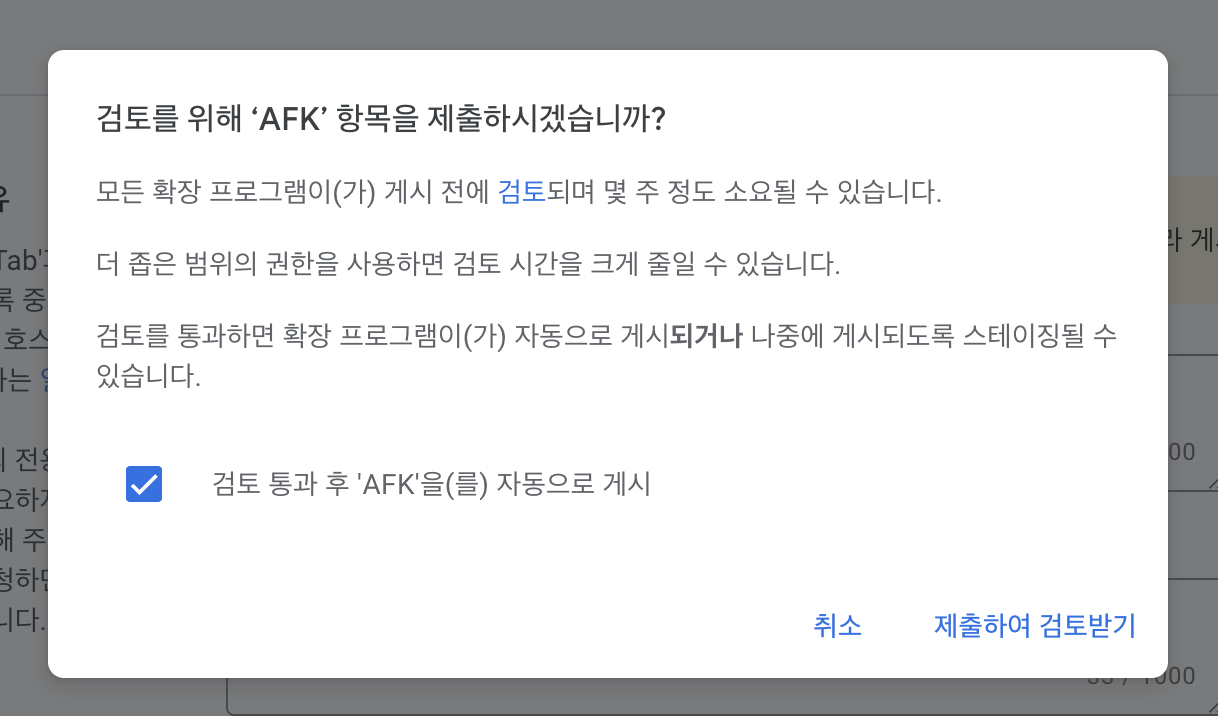 검토를 위해 ‘AFK’ 항목을 제출하시겠습니까?
모든 확장 프로그램이(가) 게시 전에 검토되며 몇 주 정도 소요될 수 있습니다.
더 좁은 범위의 권한을 사용하면 검토 시간을 크게 줄일 수 있습니다.
검토를 통과하면 확장 프로그램이(가) 자동으로 게시되거나 나중에 게시되도록 스테이징될 수
있습니다.
검토 통과 후 'AFK'을(를) 자동으로 게시
취소 제출하여 검토받기